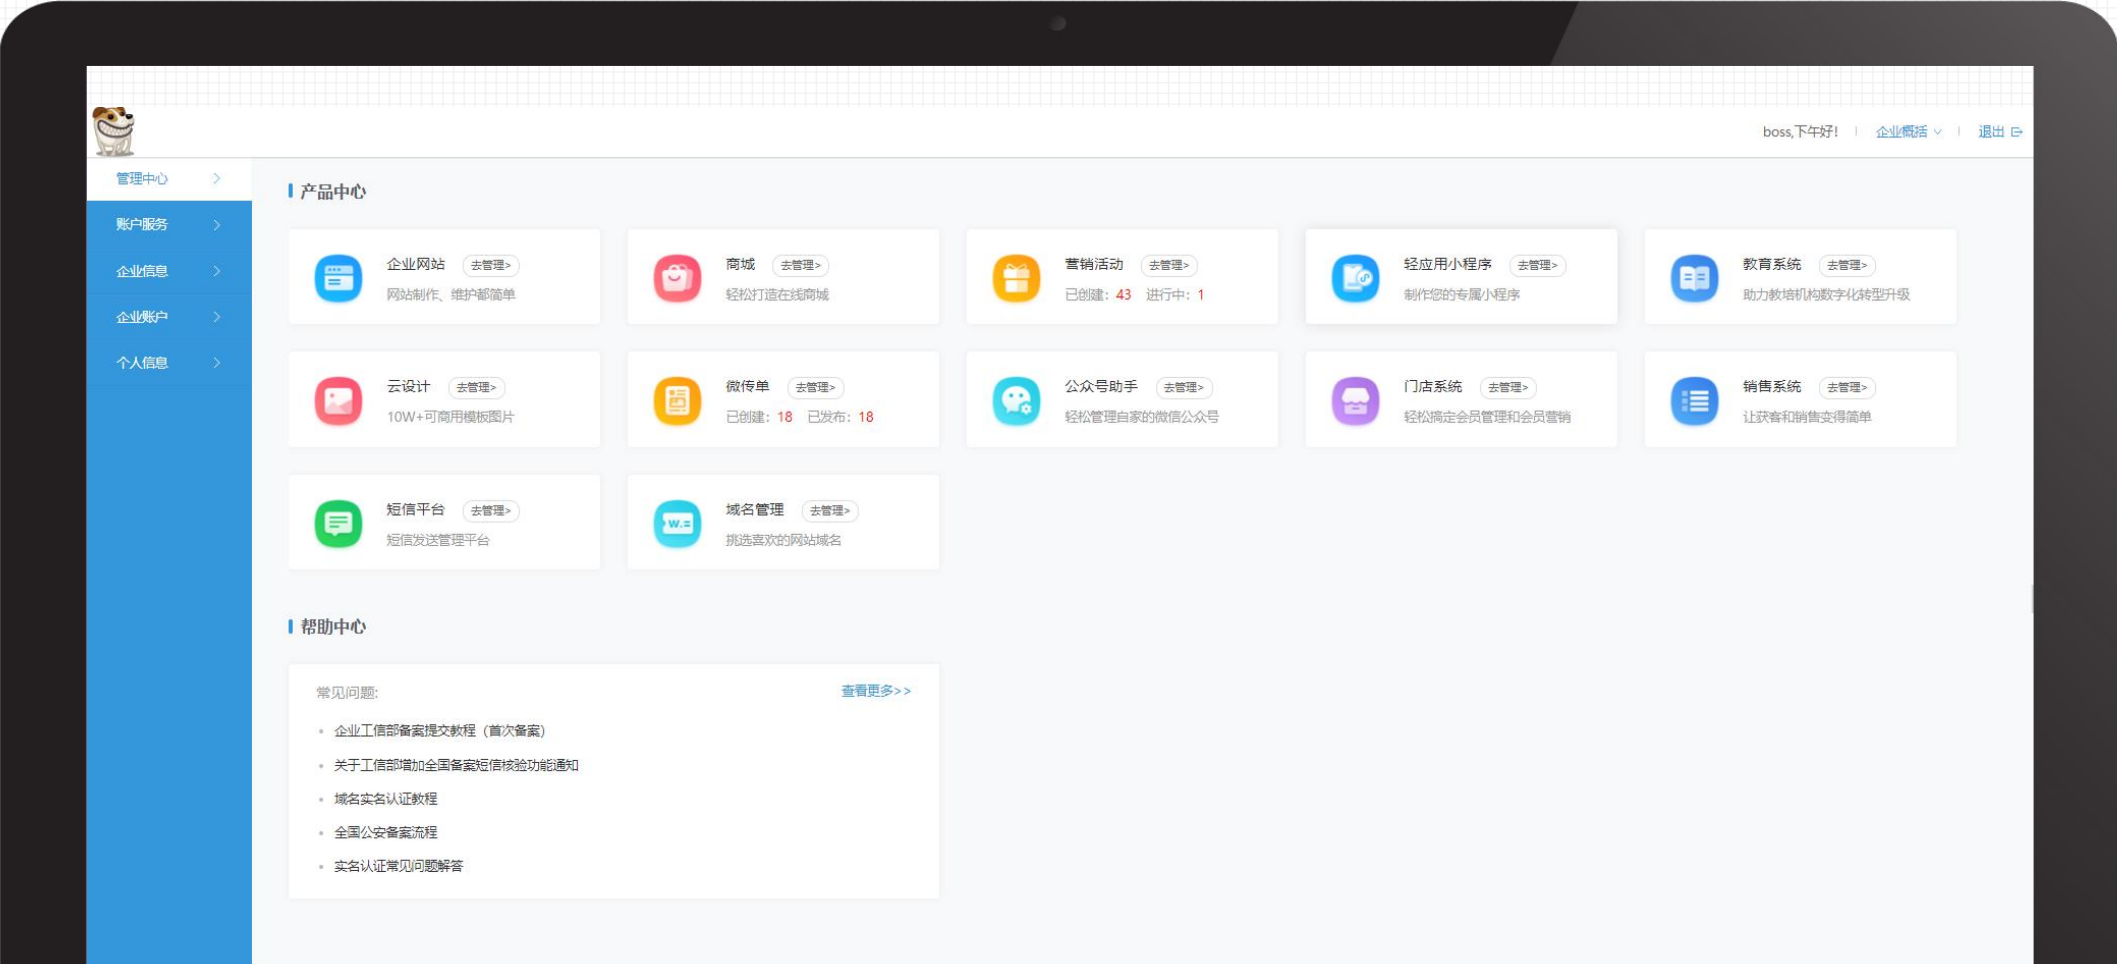 boss,下午好! 企业概括 退出
管理中心
账户服务
企业信息
企业账户
个人信息
产品中心
企业网站 去管理>
网站制作、维护都简单
商城 去管理>
轻松打造在线商城
营销活动 去管理>
已创建: 43 进行中: 1
轻应用小程序 去管理>
制作您的专属小程序
教育系统 去管理>
助力教培机构数字化转型升级
云设计 去管理>
10W+可商用模板图片
微传单 去管理>
已创建: 18 已发布: 18
公众号助手 去管理>
轻松管理自家的微信公众号
门店系统 去管理>
轻松搞定会员管理和会员营销
销售系统 去管理>
让获客和销售变得简单
短信平台 去管理>
短信发送管理平台
W.=
域名管理 去管理>
挑选喜欢的网站域名
帮助中心
常见问题: 查看更多>>
企业工信部备案提交教程（首次备案）
关于工信部增加全国备案短信核验功能通知
域名实名认证教程
全国公安备案流程
实名认证常见问题解答